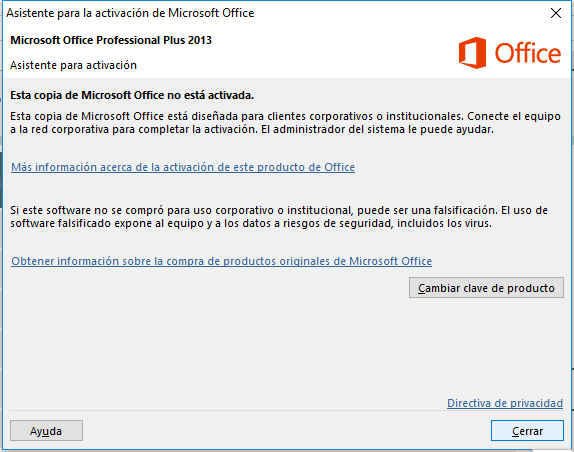 Asistente para la activación de Microsoft Office
Microsoft Office Professional Plus 2013
Office
Asistente para activación
Esta copia de Microsoft Office no está activada.
Esta copia de Microsoft Office está diseñada para clientes corporativos o institucionales. Conecte el equipo
a la red corporativa para completar la activación. El administrador del sistema le puede ayudar.
Más información acerca de la activación de este producto de Office
Si este software no se compró para uso corporativo o institucional, puede ser una falsificación. El uso de
software falsificado expone al equipo y a los datos a riesgos de seguridad, incluidos los virus.
Obtener información sobre la compra de productos originales de Microsoft Office
Cambiar clave de producto
Directiva de privacidad
Ayuda
Cerrar